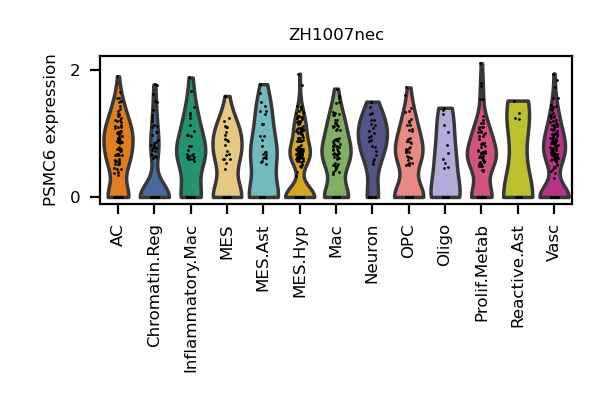 ZH1007nec
PSMC6 expression
2
0
AC
Chromatin.Reg
Inflammatory.Mac
MES
MES.Ast
MES.Hyp
Mac
Neuron
OPC
Oligo
Prolif.Metab
Reactive.Ast
Vasc